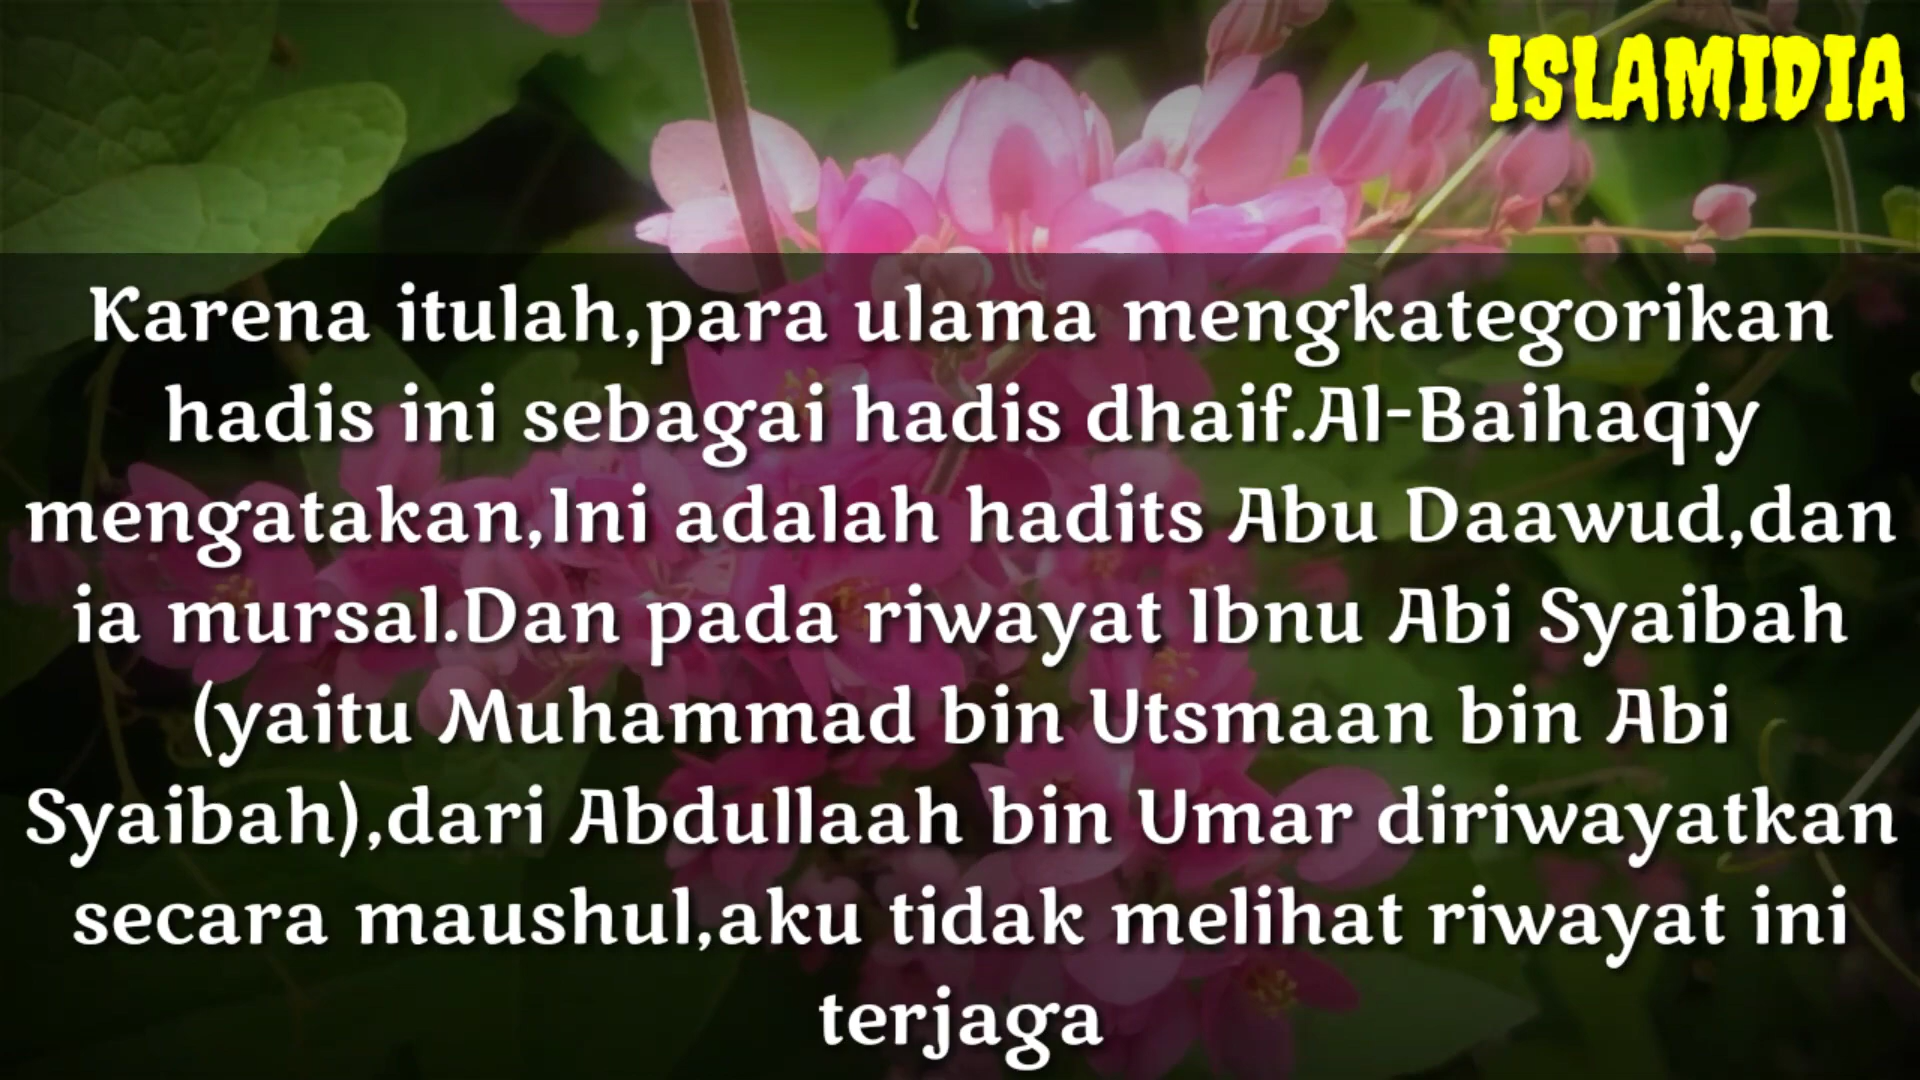 ISLAMIDIA
Karena itulah,para ulama mengkategorikan
hadis ini sebagai hadis dhaif.Al-Baihaqiy
mengatakan,Ini adalah hadits Abu Daawud,dan
ia mursal.Dan pada riwayat Ibnu Abi Syaibah
(yaitu Muhammad bin Utsmaan bin Abi
Syaibah),dari Abdullaah bin Umar diriwayatkan
secara maushul,aku tidak melihat riwayat ini
terjaga